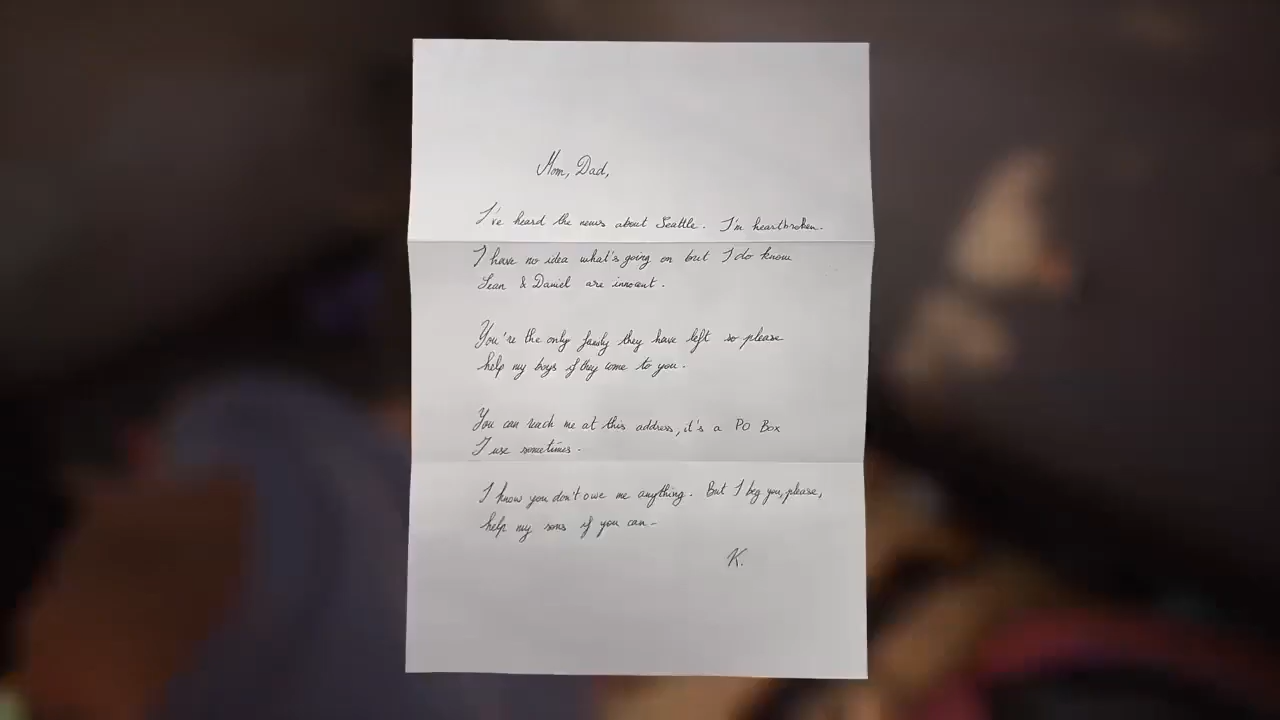 Mom, Dad,
I've heard the news about Seattle. I'm heartbroken.
I have no idea what's going on but I do know
Sean & Daniel are innocent.
You're the only family they have left so please
help my boys if they come to you.
You can reach me at this address, it's a PO Box
I use sometimes.
I know you don't owe me anything. But I beg you, please,
help my sons if you can.
K.